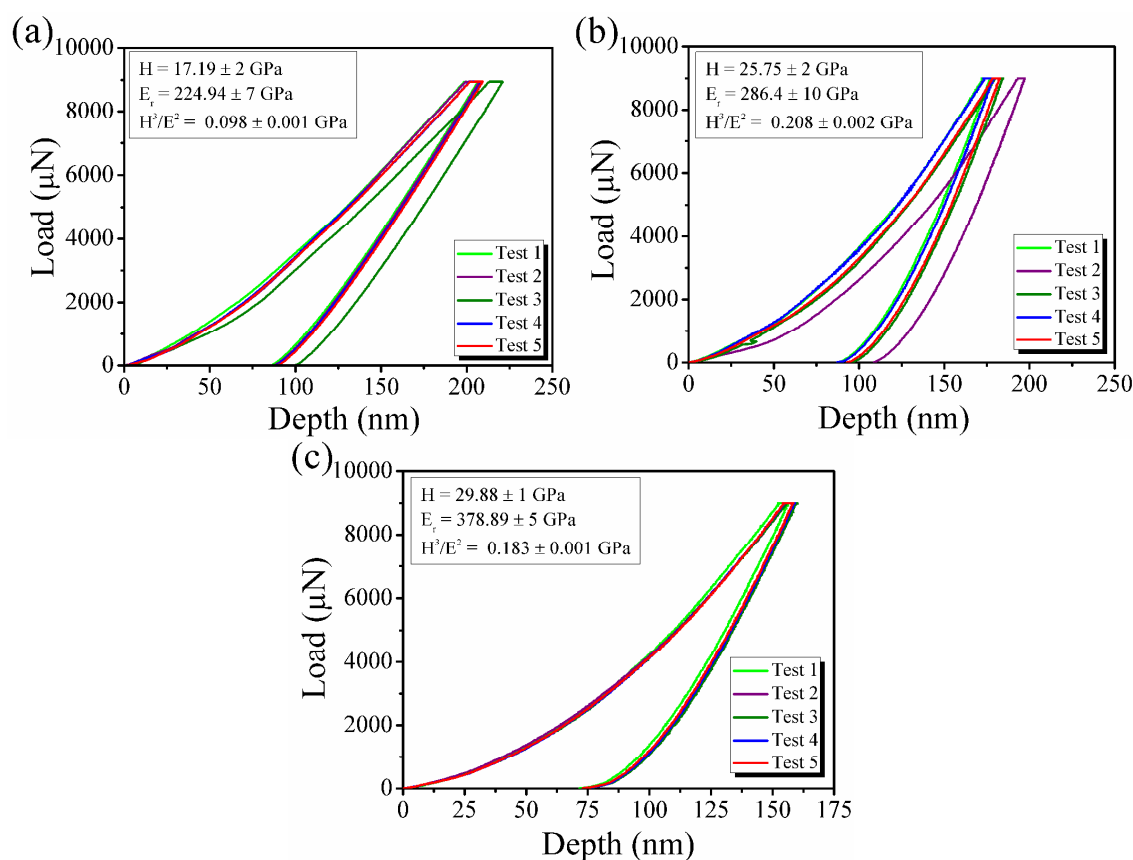 (a)
10000
8000
6000
4000
2000
0
Load (μN)
H = 17.19 ± 2 GPa
Eᵣ = 224.94 ± 7 GPa
H³/E² = 0.098 ± 0.001 GPa
Test 1
Test 2
Test 3
Test 4
Test 5
0 50 100 150 200 250
Depth (nm)
(b)
10000
8000
6000
4000
2000
0
Load (μN)
H = 25.75 ± 2 GPa
Eᵣ = 286.4 ± 10 GPa
H³/E² = 0.208 ± 0.002 GPa
Test 1
Test 2
Test 3
Test 4
Test 5
0 50 100 150 200 250
Depth (nm)
(c)
10000
8000
6000
4000
2000
0
Load (μN)
H = 29.88 ± 1 GPa
Eᵣ = 378.89 ± 5 GPa
H³/E² = 0.183 ± 0.001 GPa
Test 1
Test 2
Test 3
Test 4
Test 5
0 25 50 75 100 125 150 175
Depth (nm)